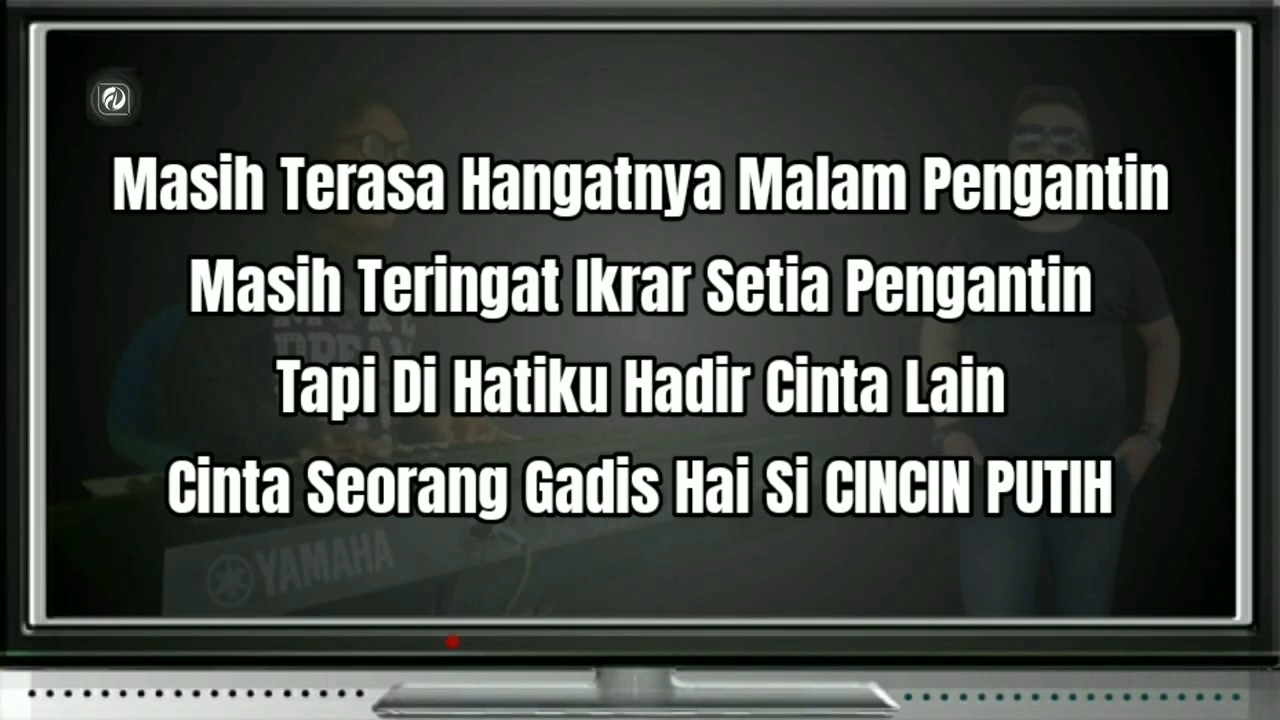 Masih Terasa Hangatnya Malam Pengantin
Masih Teringat Ikrar Setia Pengantin
Tapi Di Hatiku Hadir Cinta Lain
Cinta Seorang Gadis Hai Si CINCIN PUTIH
YAMAHA